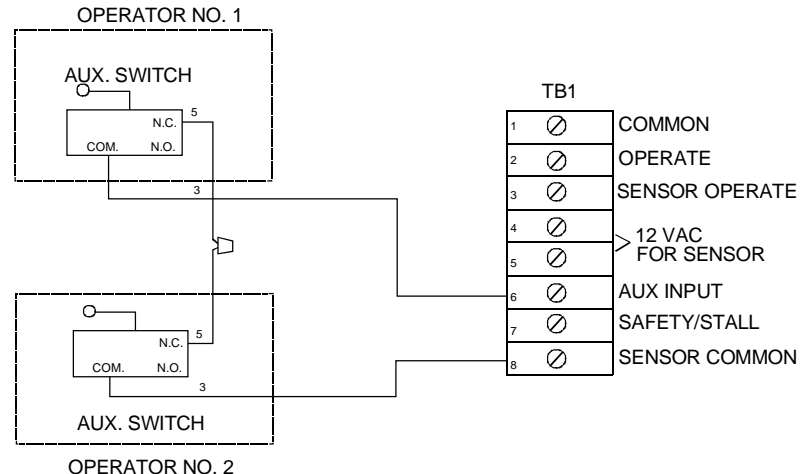 OPERATOR NO. 1
AUX. SWITCH
5
N.C.
COM. N.O.
3
5
N.C.
COM. N.O.
3
AUX. SWITCH
OPERATOR NO. 2
TB1
1 COMMON
2 OPERATE
3 SENSOR OPERATE
4
12 VAC
FOR SENSOR
5
6 AUX INPUT
7 SAFETY/STALL
8 SENSOR COMMON